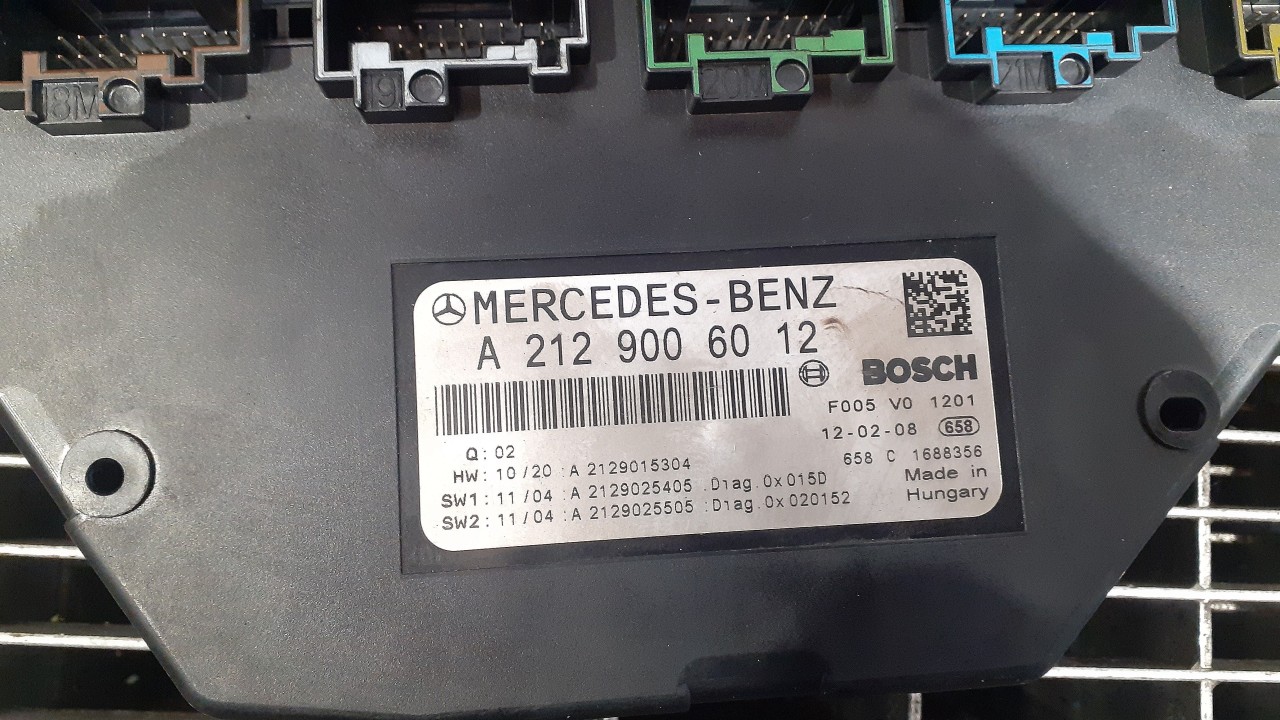 18M
19
20M
21M
MERCEDES-BENZ
A 212 900 60 12
BOSCH
F005 V0 1201
12-02-08 658
658 C 1688356
Made in
Hungary
Q: 02
HW: 10/20 :A 2129015304
SW1: 11/04 :A 2129025405 :Diag.0x015D
SW2: 11/04 :A 2129025505 :Diag.0x020152